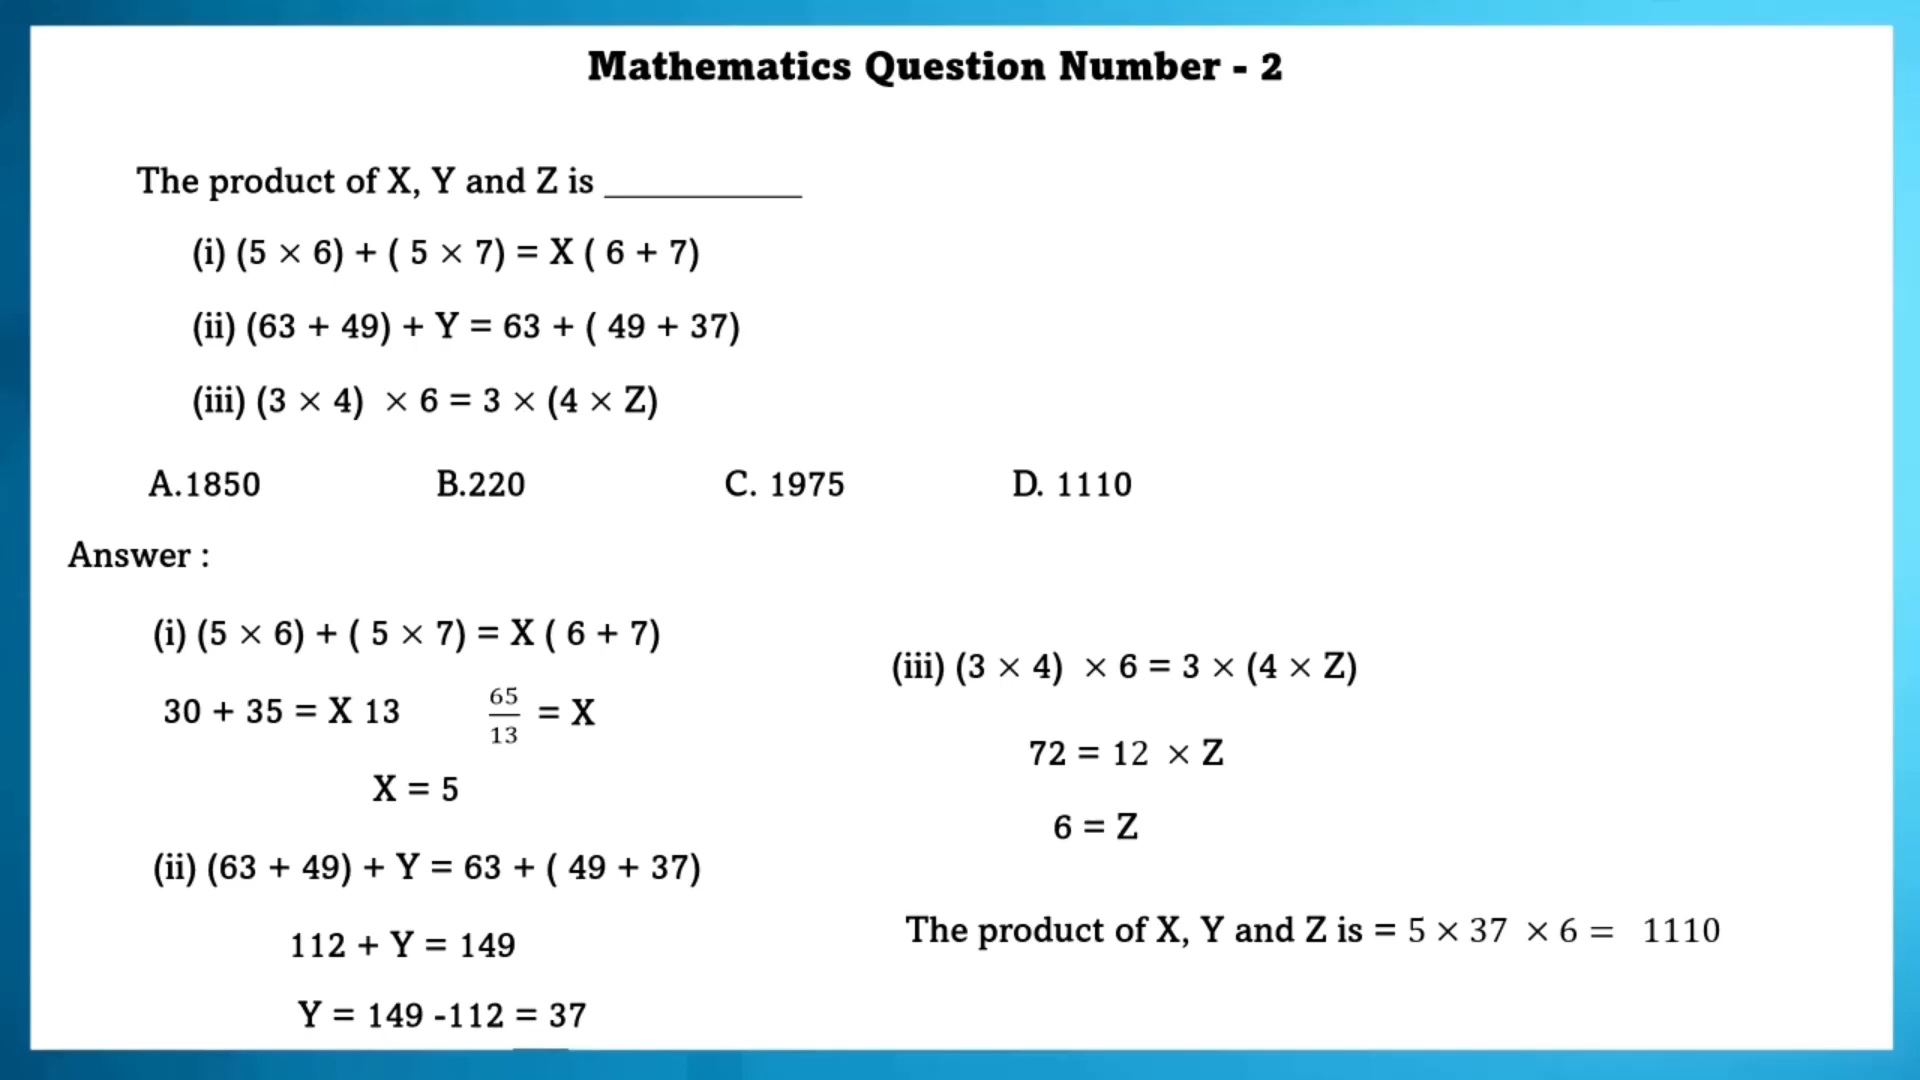 Mathematics Question Number - 2
The product of X, Y and Z is ___________
(i) (5 × 6) + ( 5 × 7) = X ( 6 + 7)
(ii) (63 + 49) + Y = 63 + ( 49 + 37)
(iii) (3 × 4) × 6 = 3 × (4 × Z)
A.1850 B.220 C. 1975 D. 1110
Answer :
(i) (5 × 6) + ( 5 × 7) = X ( 6 + 7)
30 + 35 = X 13 65/13 = X
X = 5
(ii) (63 + 49) + Y = 63 + ( 49 + 37)
112 + Y = 149
Y = 149 -112 = 37
(iii) (3 × 4) × 6 = 3 × (4 × Z)
72 = 12 × Z
6 = Z
The product of X, Y and Z is = 5 × 37 × 6 = 1110